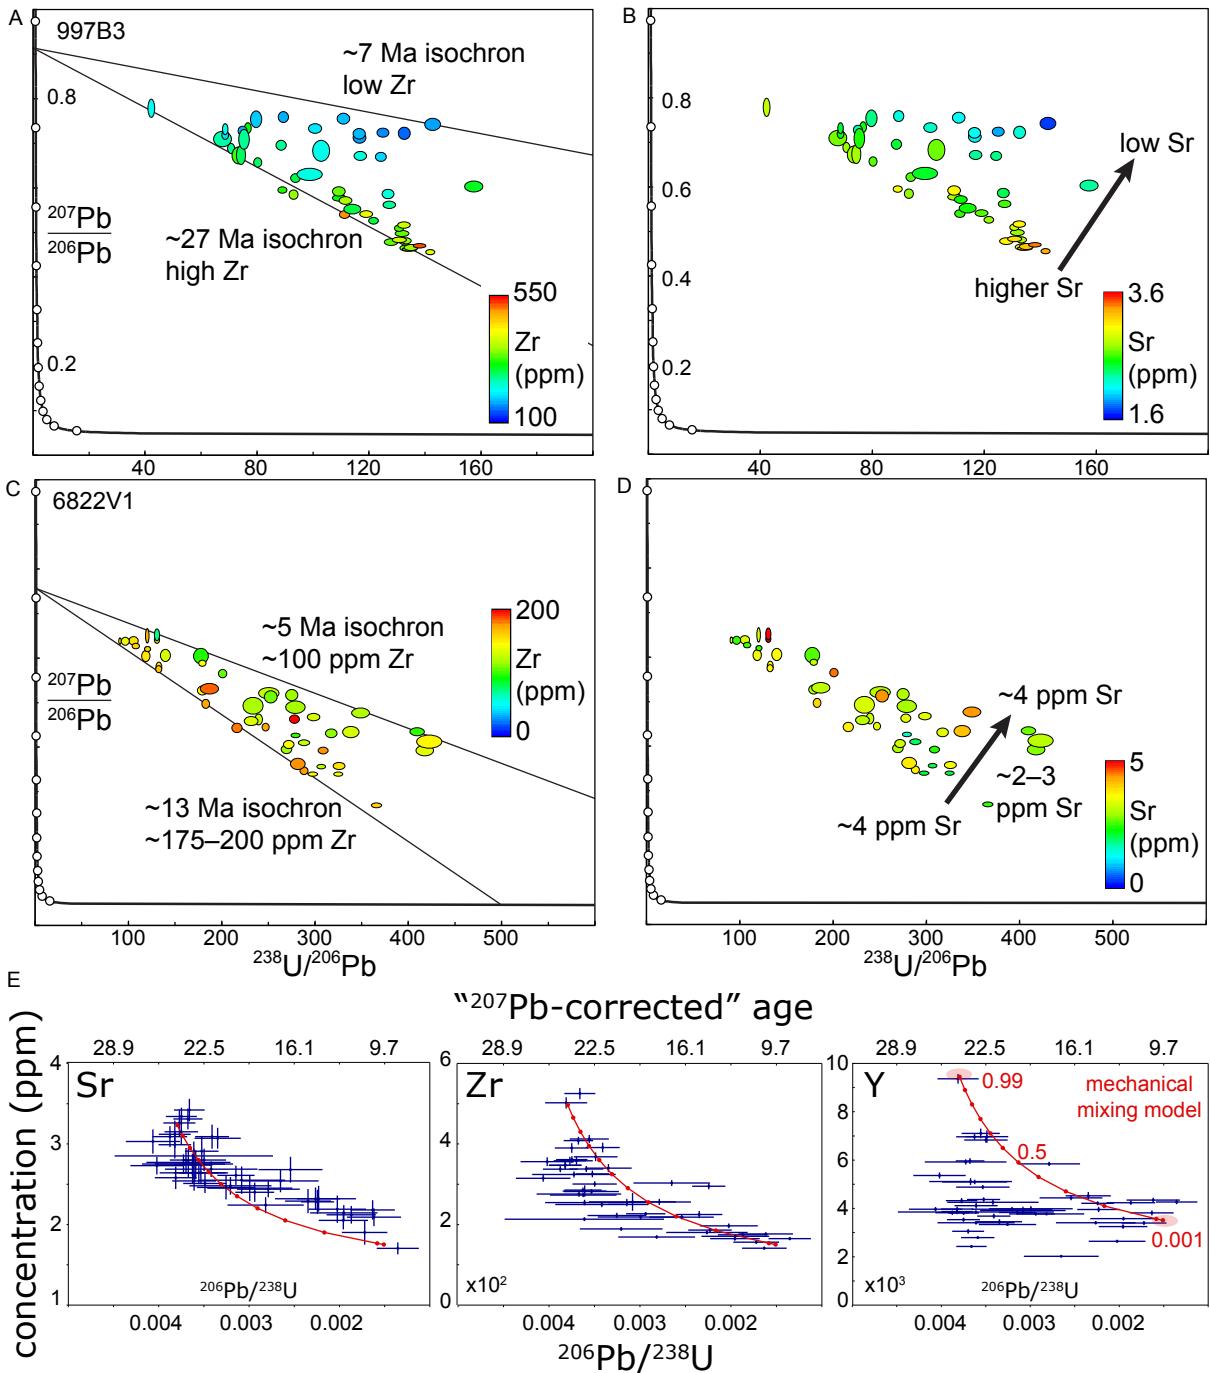 A
997B3
~7 Ma isochron
low Zr
0.8
²⁰⁷Pb
²⁰⁶Pb
~27 Ma isochron
high Zr
0.2
550
Zr
(ppm)
100
40
80
120
160
B
0.8
0.6
0.4
0.2
low Sr
higher Sr
3.6
Sr
(ppm)
1.6
40
80
120
160
C
6822V1
~5 Ma isochron
~100 ppm Zr
200
Zr
(ppm)
0
²⁰⁷Pb
²⁰⁶Pb
~13 Ma isochron
~175–200 ppm Zr
100
200
300
400
500
²³⁸U/²⁰⁶Pb
D
~4 ppm Sr
~2–3
ppm Sr
~4 ppm Sr
5
Sr
(ppm)
0
100
200
300
400
500
²³⁸U/²⁰⁶Pb
E
“²⁰⁷Pb-corrected” age
concentration (ppm)
28.9 22.5 16.1 9.7
4
3
2
1
Sr
²⁰⁶Pb/²³⁸U
0.004 0.003 0.002
28.9 22.5 16.1 9.7
6
4
2
0
Zr
x10²
0.004 0.003 0.002
²⁰⁶Pb/²³⁸U
28.9 22.5 16.1 9.7
10
8
6
4
2
0
Y
0.99
mechanical
mixing model
0.5
0.001
x10³
²⁰⁶Pb/²³⁸U
0.004 0.003 0.002